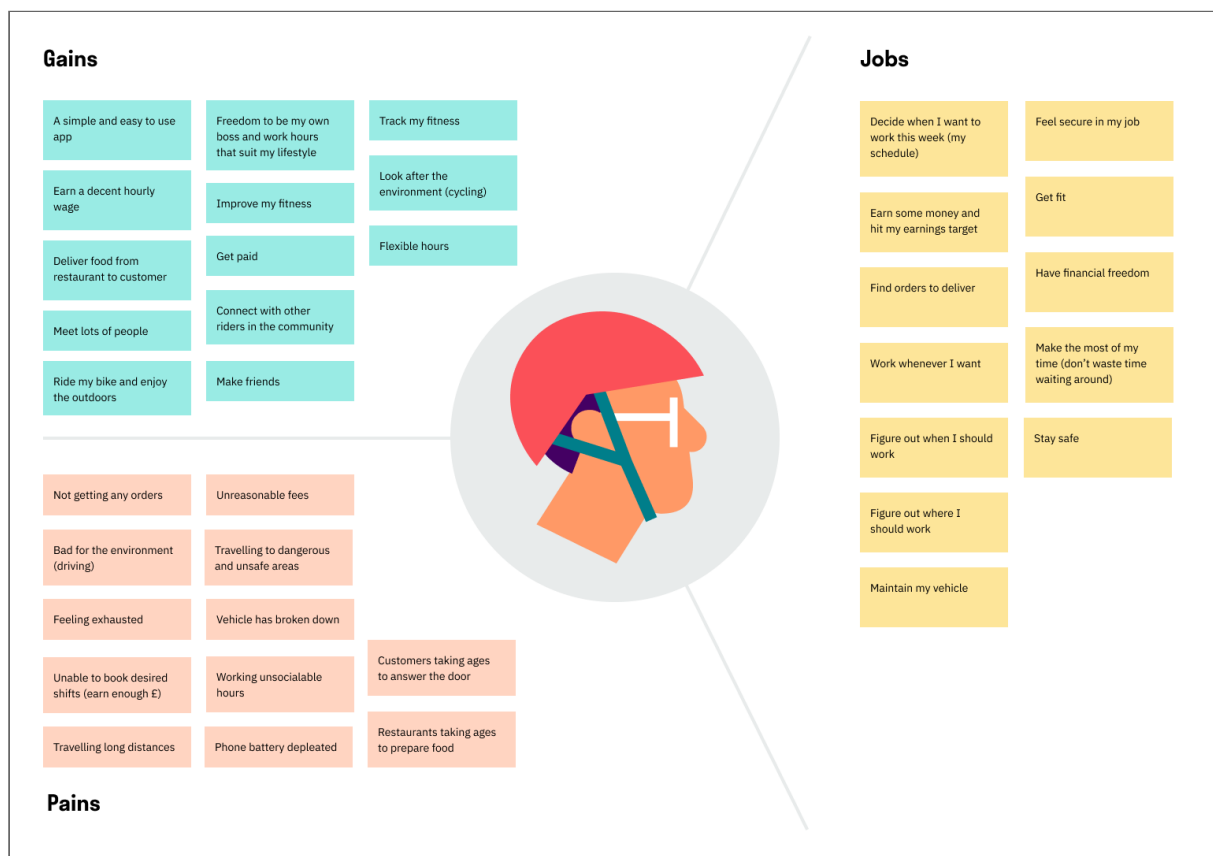 Gains
A simple and easy to use
app
Earn a decent hourly
wage
Deliver food from
restaurant to customer
Meet lots of people
Ride my bike and enjoy
the outdoors
Freedom to be my own
boss and work hours
that suit my lifestyle
Improve my fitness
Get paid
Connect with other
riders in the community
Make friends
Track my fitness
Look after the
environment (cycling)
Flexible hours
Not getting any orders
Bad for the environment
(driving)
Feeling exhausted
Unable to book desired
shifts (earn enough £)
Travelling long distances
Unreasonable fees
Travelling to dangerous
and unsafe areas
Vehicle has broken down
Working unsocialable
hours
Phone battery depleated
Customers taking ages
to answer the door
Restaurants taking ages
to prepare food
Pains
Jobs
Decide when I want to
work this week (my
schedule)
Earn some money and
hit my earnings target
Find orders to deliver
Work whenever I want
Figure out when I should
work
Figure out where I
should work
Maintain my vehicle
Feel secure in my job
Get fit
Have financial freedom
Make the most of my
time (don’t waste time
waiting around)
Stay safe